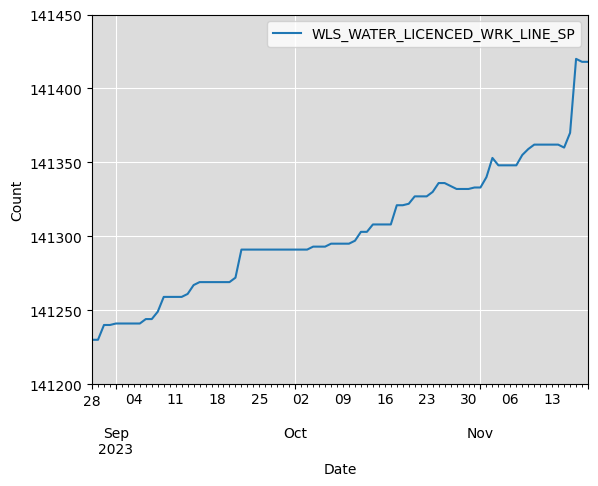 WLS_WATER_LICENCED_WRK_LINE_SP
141450
141400
141350
141300
141250
141200
Count
28 04 11 18 25 02 09 16 23 30 06 13
Sep Oct Nov
2023
Date